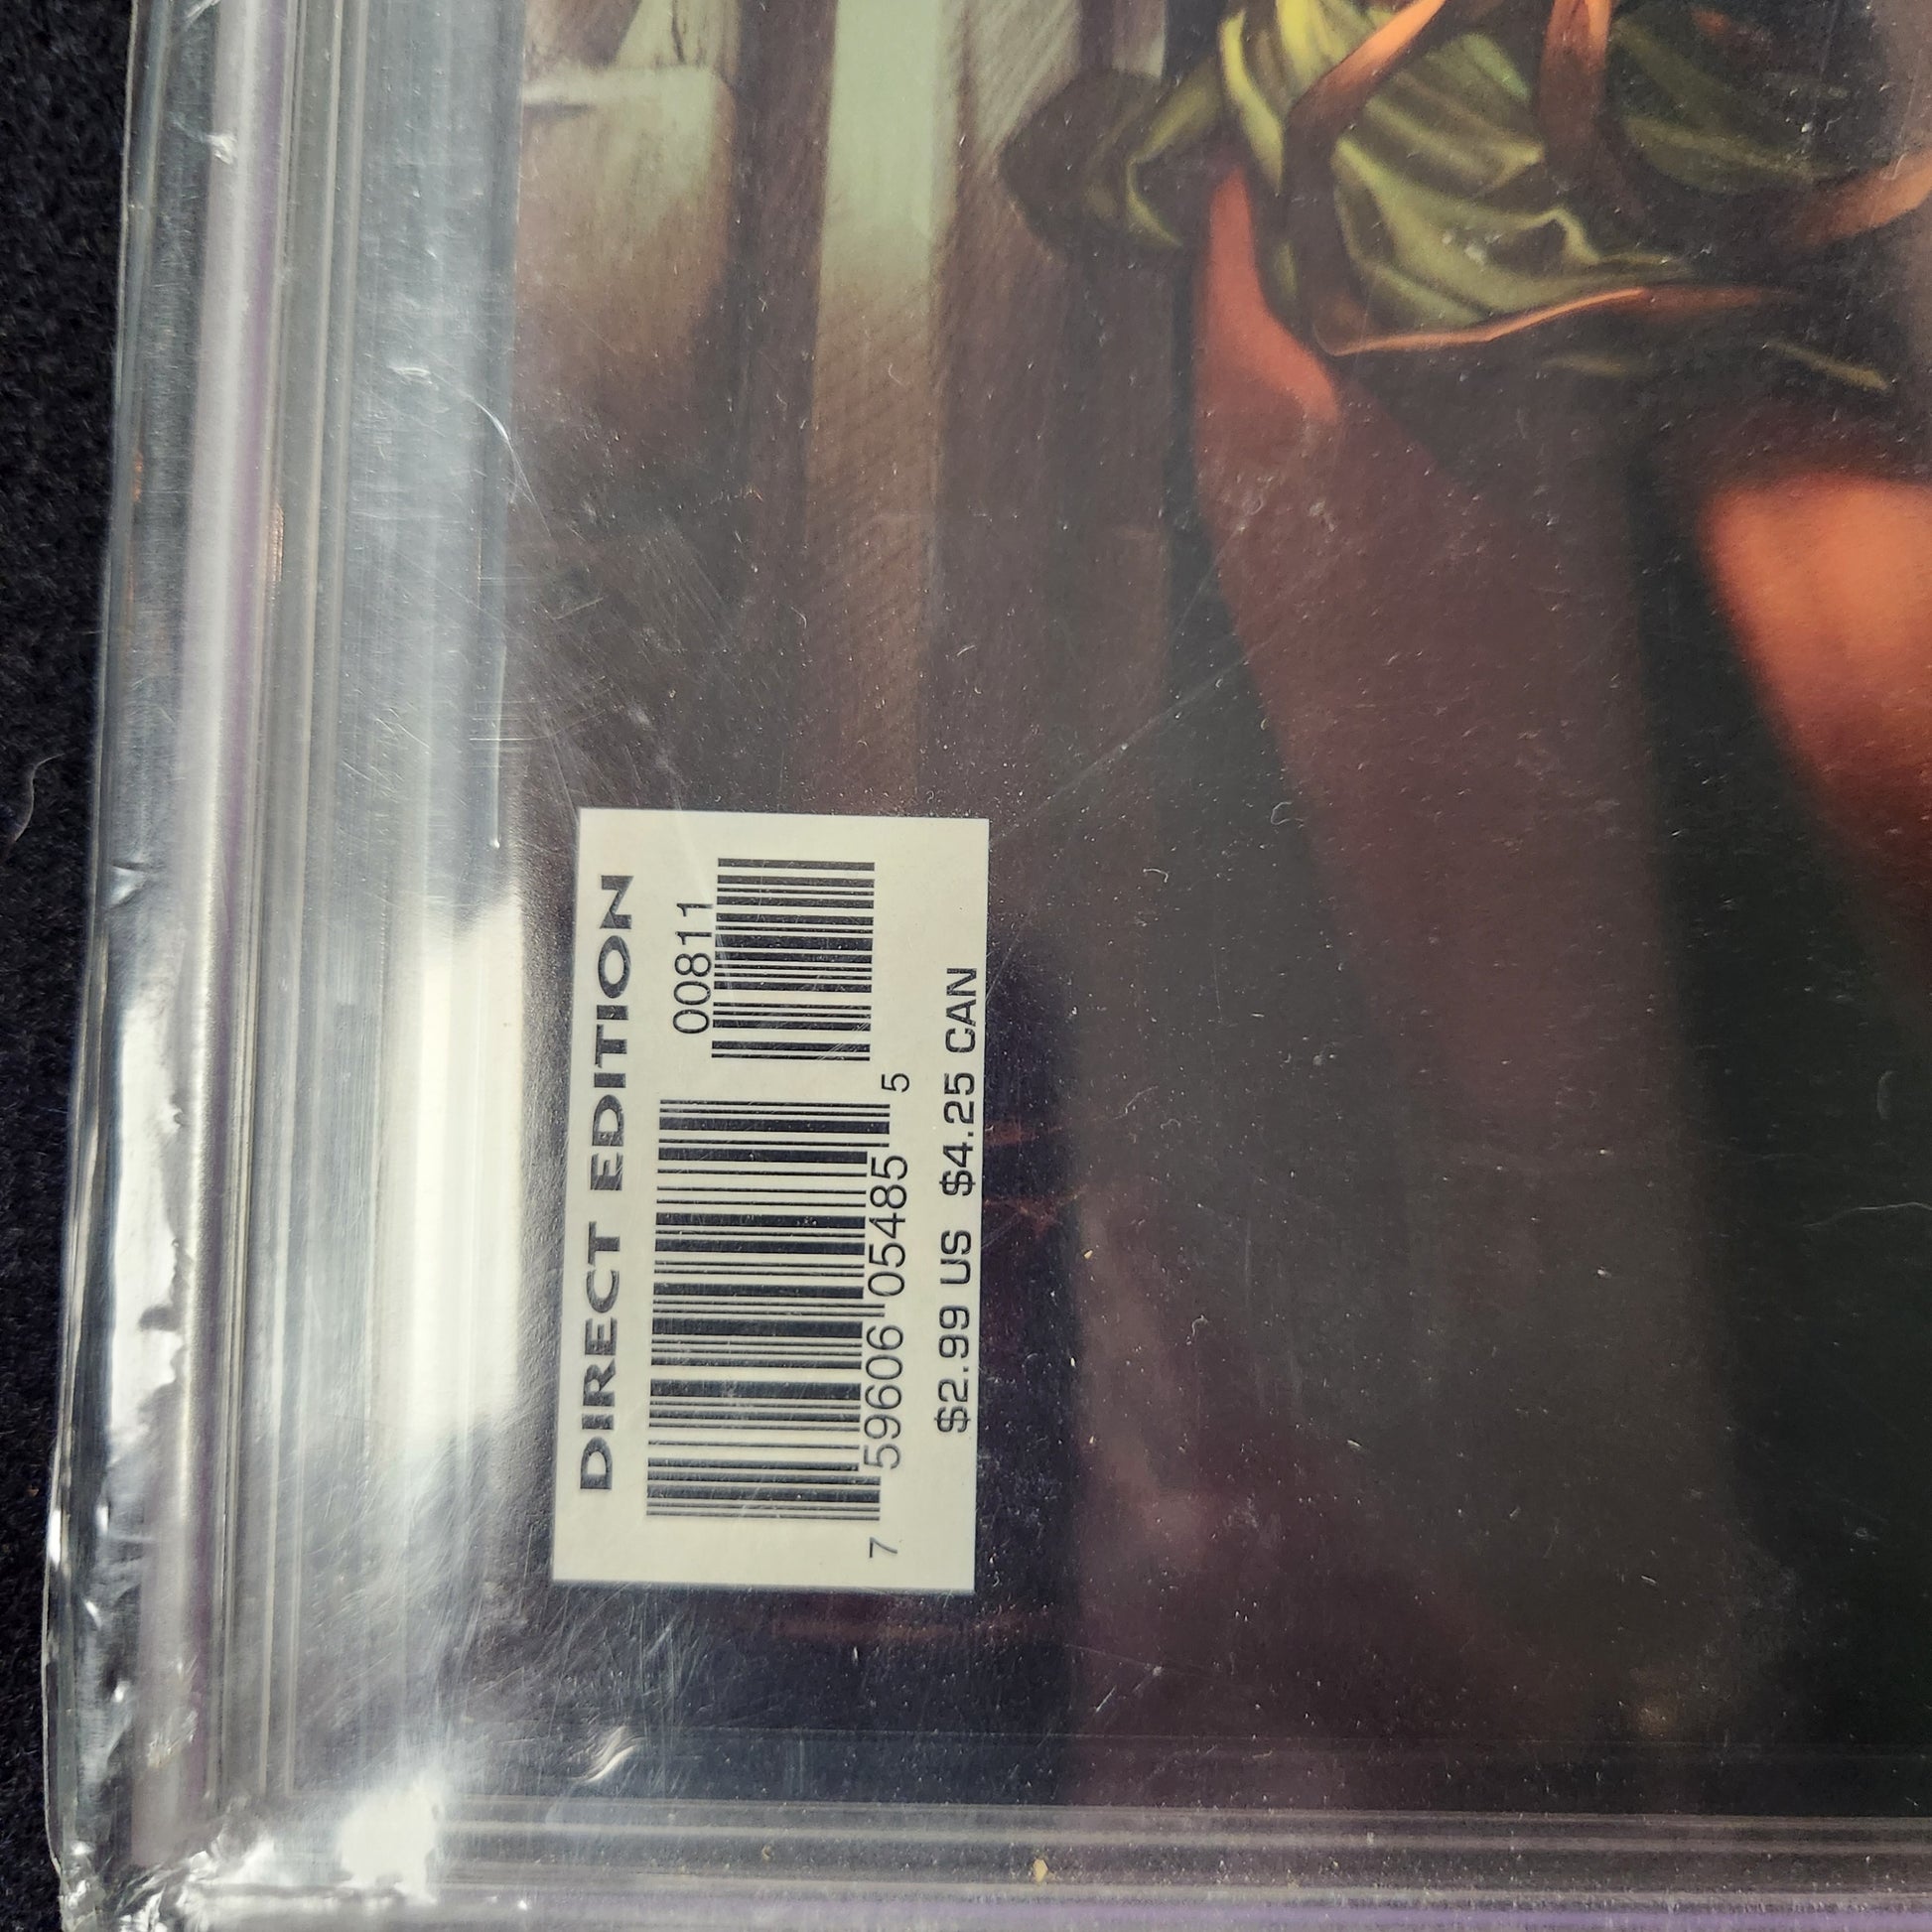 DIRECT EDITION
00811
7 59606 05485 5
$2.99 US $4.25 CAN